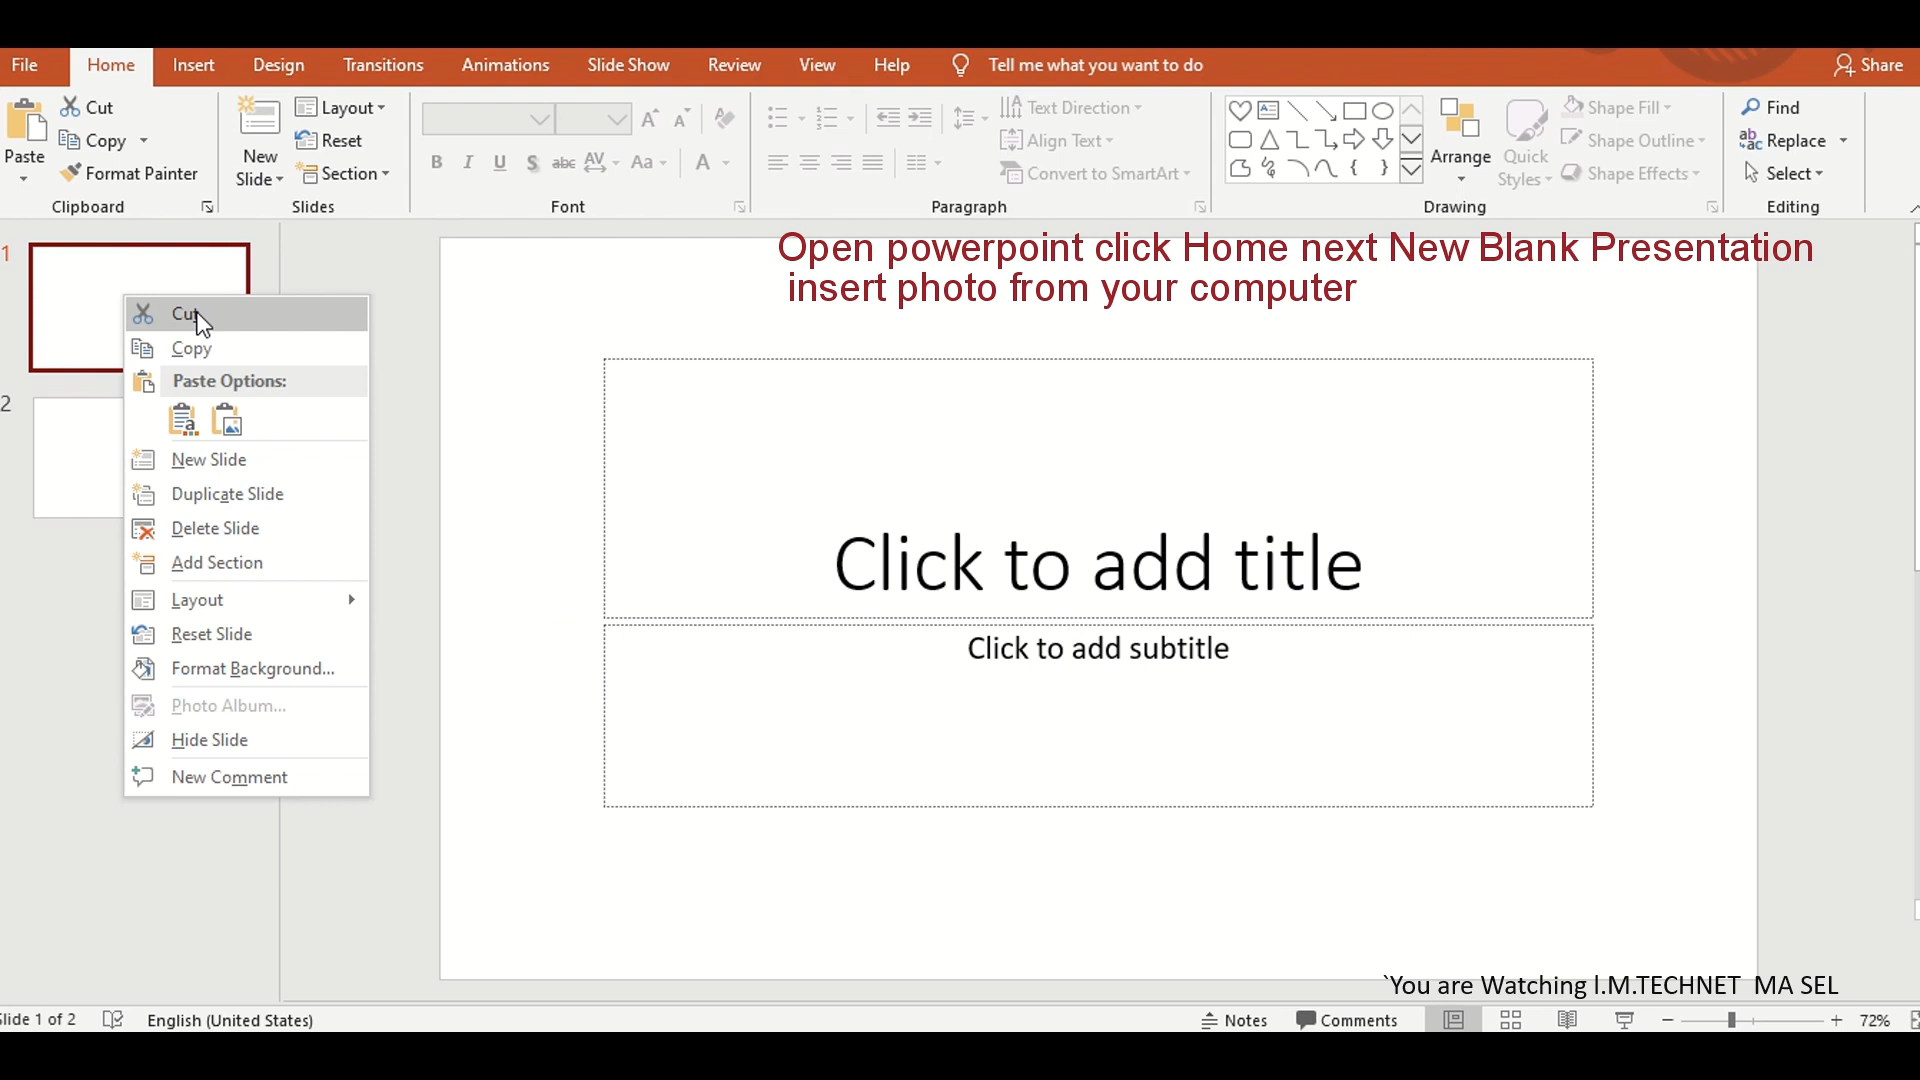 File Home Insert Design Transitions Animations Slide Show Review View Help Tell me what you want to do Share
Paste
Cut
Copy
Format Painter
Clipboard
New
Slide
Layout
Reset
Section
Slides
B I U S abc AV Aa A
Font
Text Direction
Align Text
Convert to SmartArt
Paragraph
Arrange
Quick
Styles
Shape Fill
Shape Outline
Shape Effects
Drawing
Find
Replace
Select
Editing
Open powerpoint click Home next New Blank Presentation
insert photo from your computer
1
2
Cut
Copy
Paste Options:
New Slide
Duplicate Slide
Delete Slide
Add Section
Layout
Reset Slide
Format Background...
Photo Album...
Hide Slide
New Comment
Click to add title
Click to add subtitle
`You are Watching I.M.TECHNET MA SEL
lide 1 of 2 English (United States) Notes Comments 72%